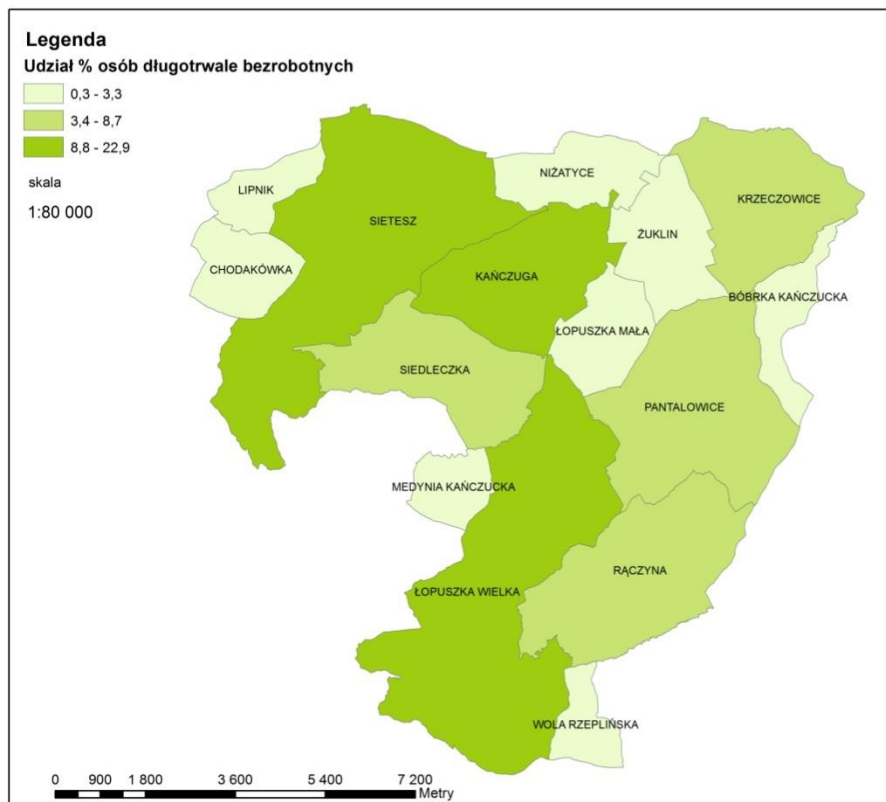 Legenda
Udział % osób długotrwale bezrobotnych
0,3 - 3,3
3,4 - 8,7
8,8 - 22,9
skala
1:80 000
NIŻATYCE
LIPNIK
KRZECZOWICE
SIETESZ
ŻUKLIN
CHODAKÓWKA
KAŃCZUGA
BÓBRKA KAŃCZUCKA
ŁOPUSZKA MAŁA
SIEDLECZKA
PANTALOWICE
MEDYNIA KAŃCZUCKA
RĄCZYNA
ŁOPUSZKA WIELKA
WOLA RZEPLIŃSKA
0 900 1 800 3 600 5 400 7 200
Metry